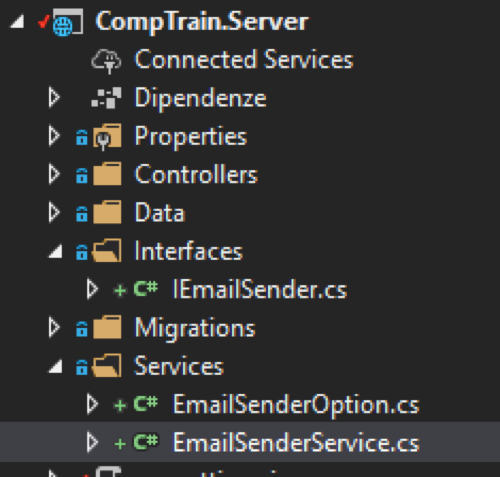 CompTrain.Server
Connected Services
Dipendenze
Properties
Controllers
Data
Interfaces
+ C# IEmailSender.cs
Migrations
Services
+ C# EmailSenderOption.cs
+ C# EmailSenderService.cs